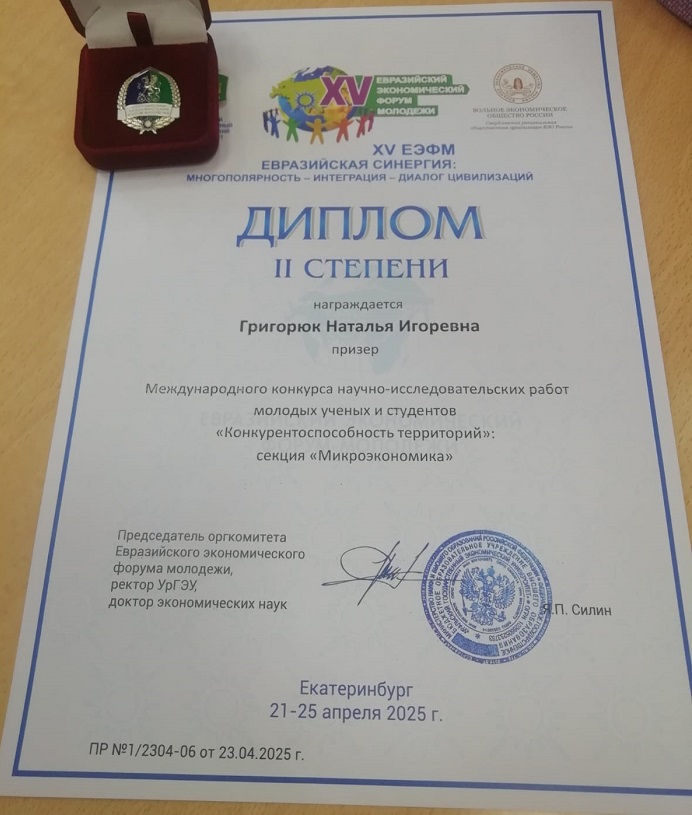 XV
ЕВРАЗИЙСКИЙ
ЭКОНОМИЧЕСКИЙ
ФОРУМ
МОЛОДЕЖИ
ВОЛЬНОЕ ЭКОНОМИЧЕСКОЕ
ОБЩЕСТВО РОССИИ
XV ЕЭФМ
ЕВРАЗИЙСКАЯ СИНЕРГИЯ:
МНОГОПОЛЯРНОСТЬ – ИНТЕГРАЦИЯ – ДИАЛОГ ЦИВИЛИЗАЦИЙ
ДИПЛОМ
II СТЕПЕНИ
награждается
Григорюк Наталья Игоревна
призер
Международного конкурса научно-исследовательских работ
молодых ученых и студентов
«Конкурентоспособность территорий»:
секция «Микроэкономика»
Председатель оргкомитета
Евразийского экономического
форума молодежи,
ректор УрГЭУ,
доктор экономических наук
Я.П. Силин
Екатеринбург
21-25 апреля 2025 г.
ПР №1/2304-06 от 23.04.2025 г.